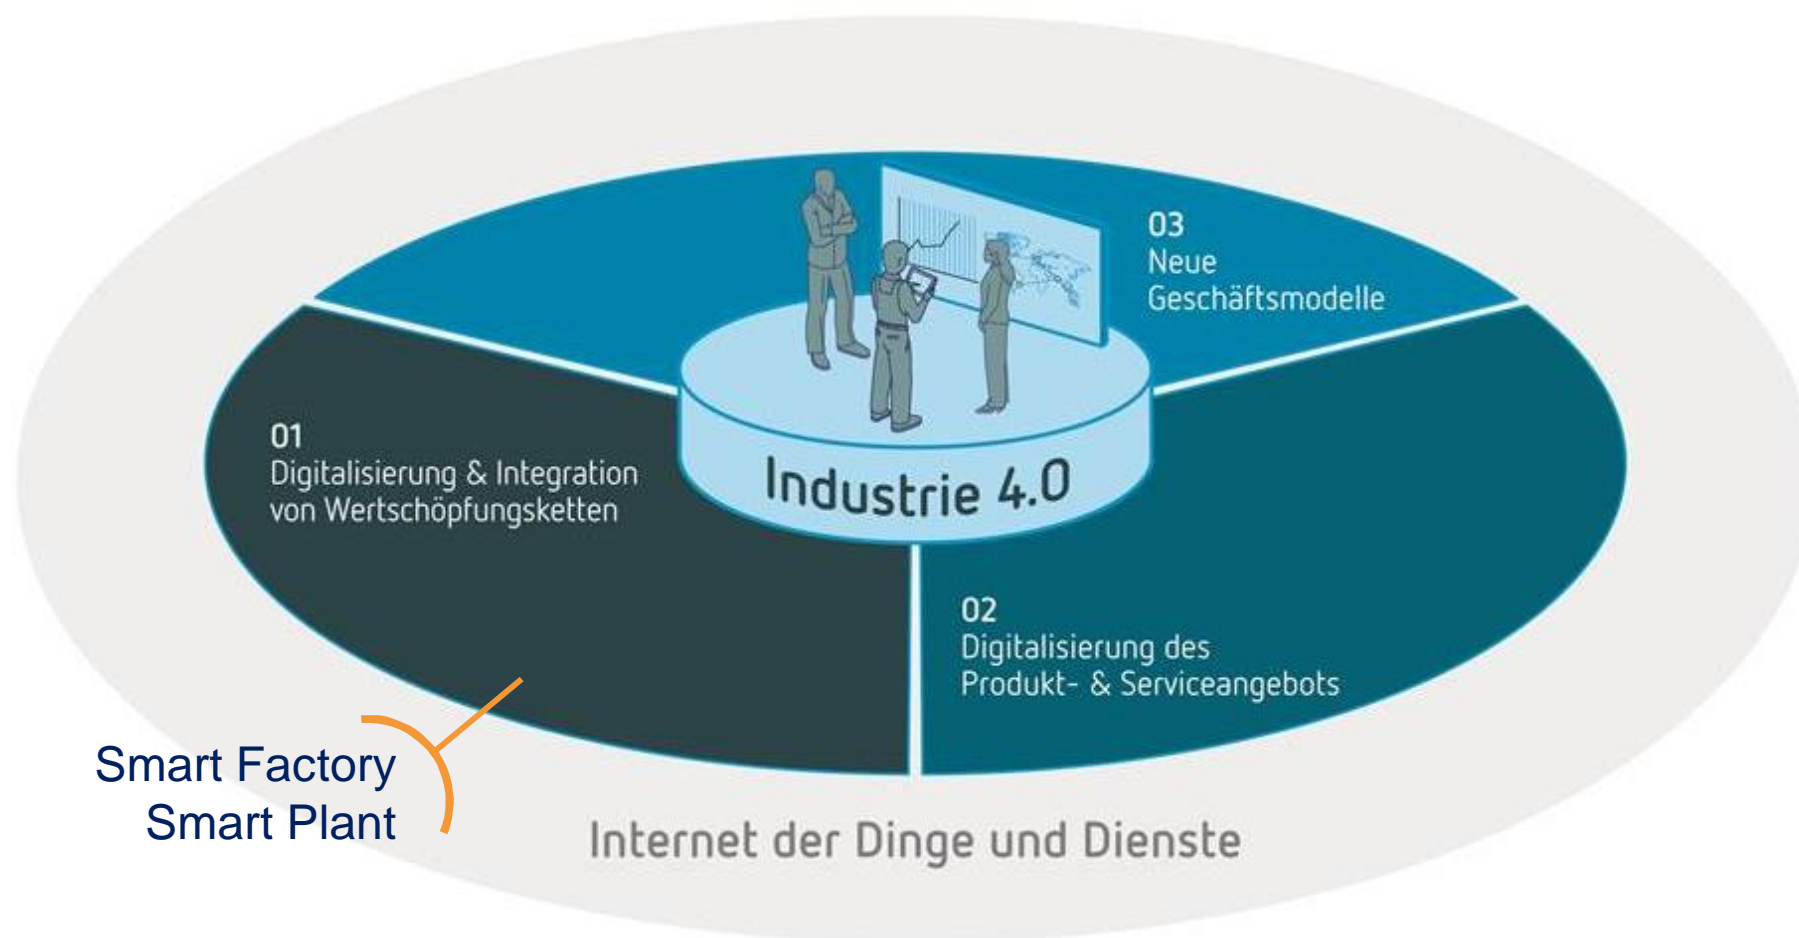 03
Neue
Geschäftsmodelle
01
Digitalisierung & Integration
von Wertschöpfungsketten
Industrie 4.0
02
Digitalisierung des
Produkt- & Serviceangebots
Smart Factory
Smart Plant
Internet der Dinge und Dienste